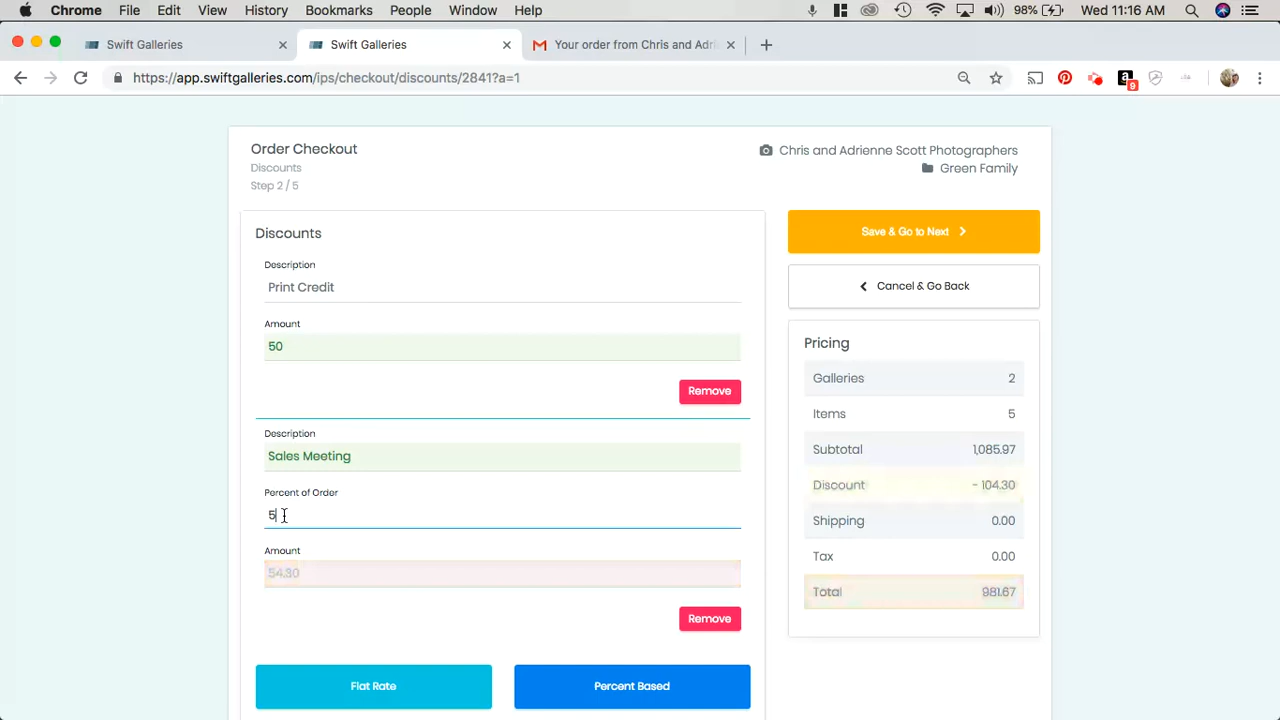 Chrome File Edit View History Bookmarks People Window Help 98% Wed 11:16 AM
Swift Galleries Swift Galleries Your order from Chris and Adri
https://app.swiftgalleries.com/ips/checkout/discounts/2841?a=1
9
Order Checkout
Discounts
Step 2 / 5
Chris and Adrienne Scott Photographers
Green Family
Discounts
Description
Print Credit
Amount
50
Remove
Description
Sales Meeting
Percent of Order
5
Amount
54.30
Remove
Flat Rate
Percent Based
Save & Go to Next
Cancel & Go Back
Pricing
Galleries 2
Items 5
Subtotal 1,085.97
Discount - 104.30
Shipping 0.00
Tax 0.00
Total 981.67